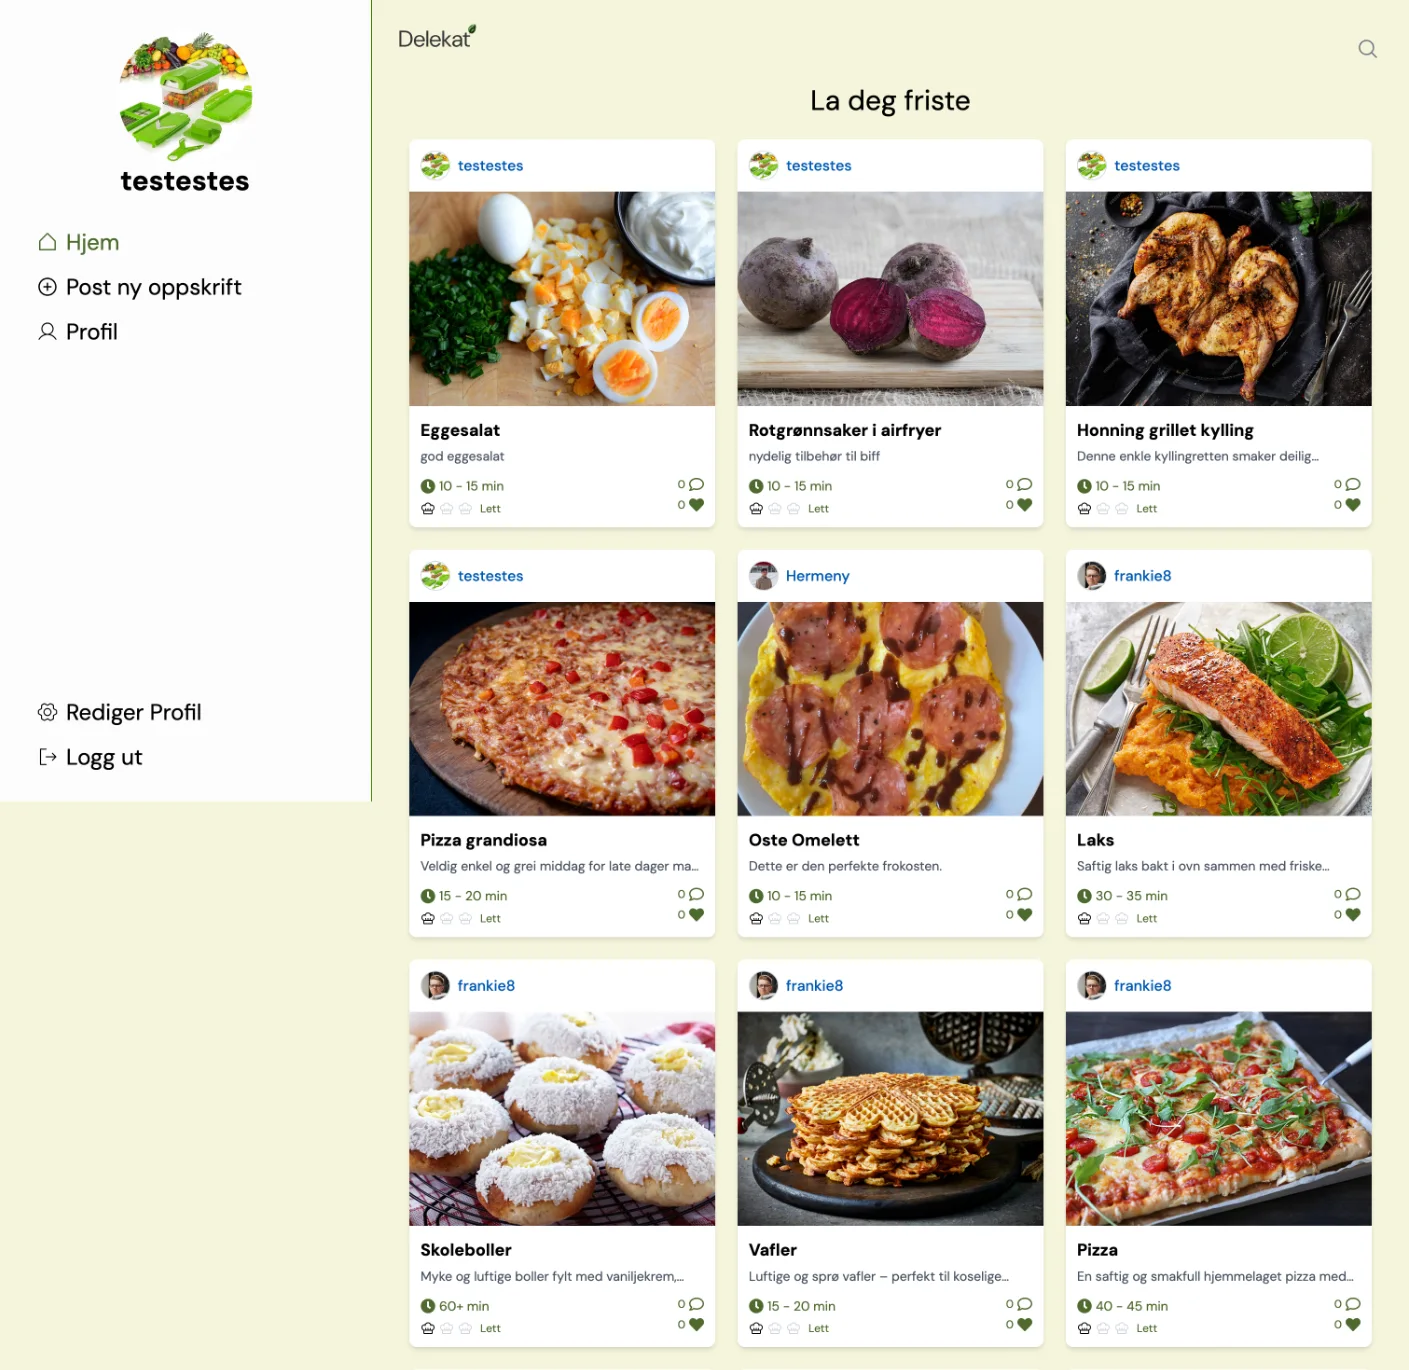 testestes
Hjem
Post ny oppskrift
Profil
Rediger Profil
Logg ut
Delekat
La deg friste
testestes
Eggesalat
god eggesalat
10 - 15 min
0
Lett
0
testestes
Rotgrønnsaker i airfryer
nydelig tilbehør til biff
10 - 15 min
0
Lett
0
testestes
Honning grillet kylling
Denne enkle kyllingretten smaker deilig...
10 - 15 min
0
Lett
0
testestes
Pizza grandiosa
Veldig enkel og grei middag for late dager ma...
15 - 20 min
0
Lett
0
Hermeny
Oste Omelett
Dette er den perfekte frokosten.
10 - 15 min
0
Lett
0
frankie8
Laks
Saftig laks bakt i ovn sammen med friske...
30 - 35 min
0
Lett
0
frankie8
Skoleboller
Myke og luftige boller fylt med vaniljekrem,...
60+ min
0
Lett
0
frankie8
Vafler
Luftige og sprø vafler – perfekt til koselige...
15 - 20 min
0
Lett
0
frankie8
Pizza
En saftig og smakfull hjemmelaget pizza med...
40 - 45 min
0
Lett
0